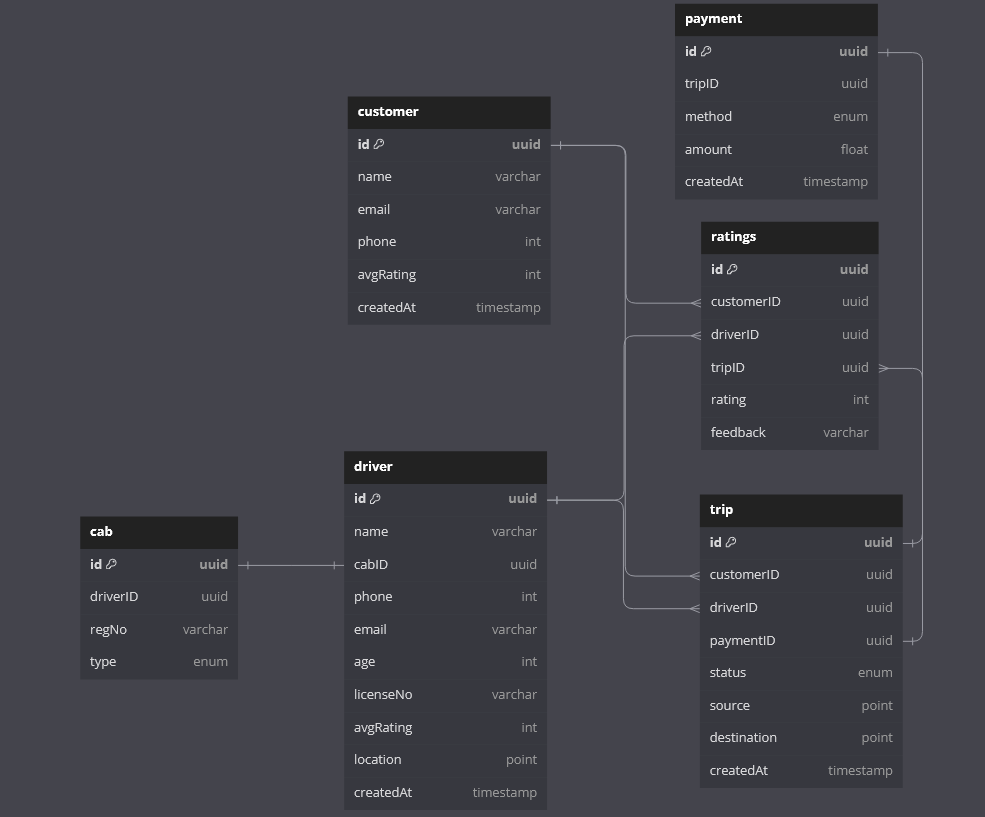 payment
id uuid
tripID uuid
method enum
amount float
createdAt timestamp
customer
id uuid
name varchar
email varchar
phone int
avgRating int
createdAt timestamp
ratings
id uuid
customerID uuid
driverID uuid
tripID uuid
rating int
feedback varchar
driver
id uuid
name varchar
cabID uuid
phone int
email varchar
age int
licenseNo varchar
avgRating int
location point
createdAt timestamp
cab
id uuid
driverID uuid
regNo varchar
type enum
trip
id uuid
customerID uuid
driverID uuid
paymentID uuid
status enum
source point
destination point
createdAt timestamp